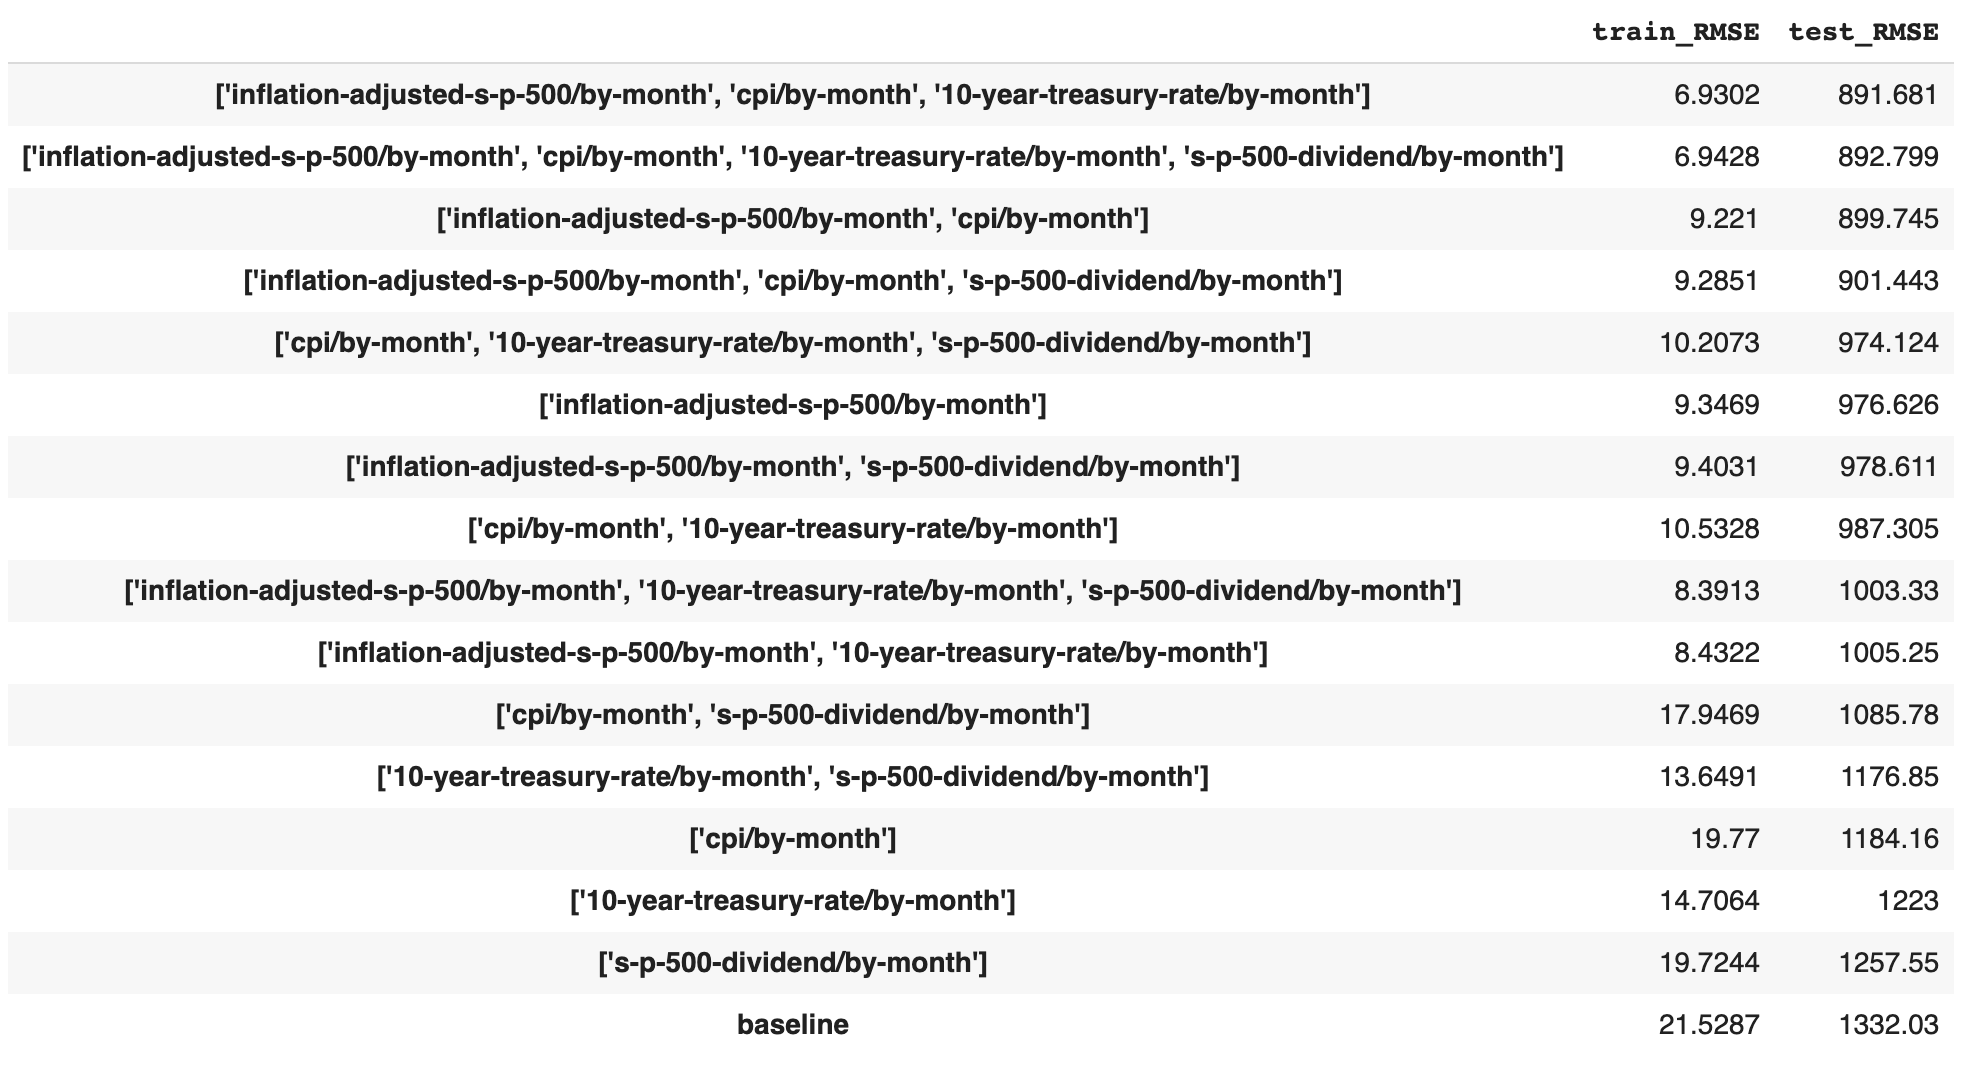 train_RMSE test_RMSE
['inflation-adjusted-s-p-500/by-month', 'cpi/by-month', '10-year-treasury-rate/by-month'] 6.9302 891.681
['inflation-adjusted-s-p-500/by-month', 'cpi/by-month', '10-year-treasury-rate/by-month', 's-p-500-dividend/by-month'] 6.9428 892.799
['inflation-adjusted-s-p-500/by-month', 'cpi/by-month'] 9.221 899.745
['inflation-adjusted-s-p-500/by-month', 'cpi/by-month', 's-p-500-dividend/by-month'] 9.2851 901.443
['cpi/by-month', '10-year-treasury-rate/by-month', 's-p-500-dividend/by-month'] 10.2073 974.124
['inflation-adjusted-s-p-500/by-month'] 9.3469 976.626
['inflation-adjusted-s-p-500/by-month', 's-p-500-dividend/by-month'] 9.4031 978.611
['cpi/by-month', '10-year-treasury-rate/by-month'] 10.5328 987.305
['inflation-adjusted-s-p-500/by-month', '10-year-treasury-rate/by-month', 's-p-500-dividend/by-month'] 8.3913 1003.33
['inflation-adjusted-s-p-500/by-month', '10-year-treasury-rate/by-month'] 8.4322 1005.25
['cpi/by-month', 's-p-500-dividend/by-month'] 17.9469 1085.78
['10-year-treasury-rate/by-month', 's-p-500-dividend/by-month'] 13.6491 1176.85
['cpi/by-month'] 19.77 1184.16
['10-year-treasury-rate/by-month'] 14.7064 1223
['s-p-500-dividend/by-month'] 19.7244 1257.55
baseline 21.5287 1332.03